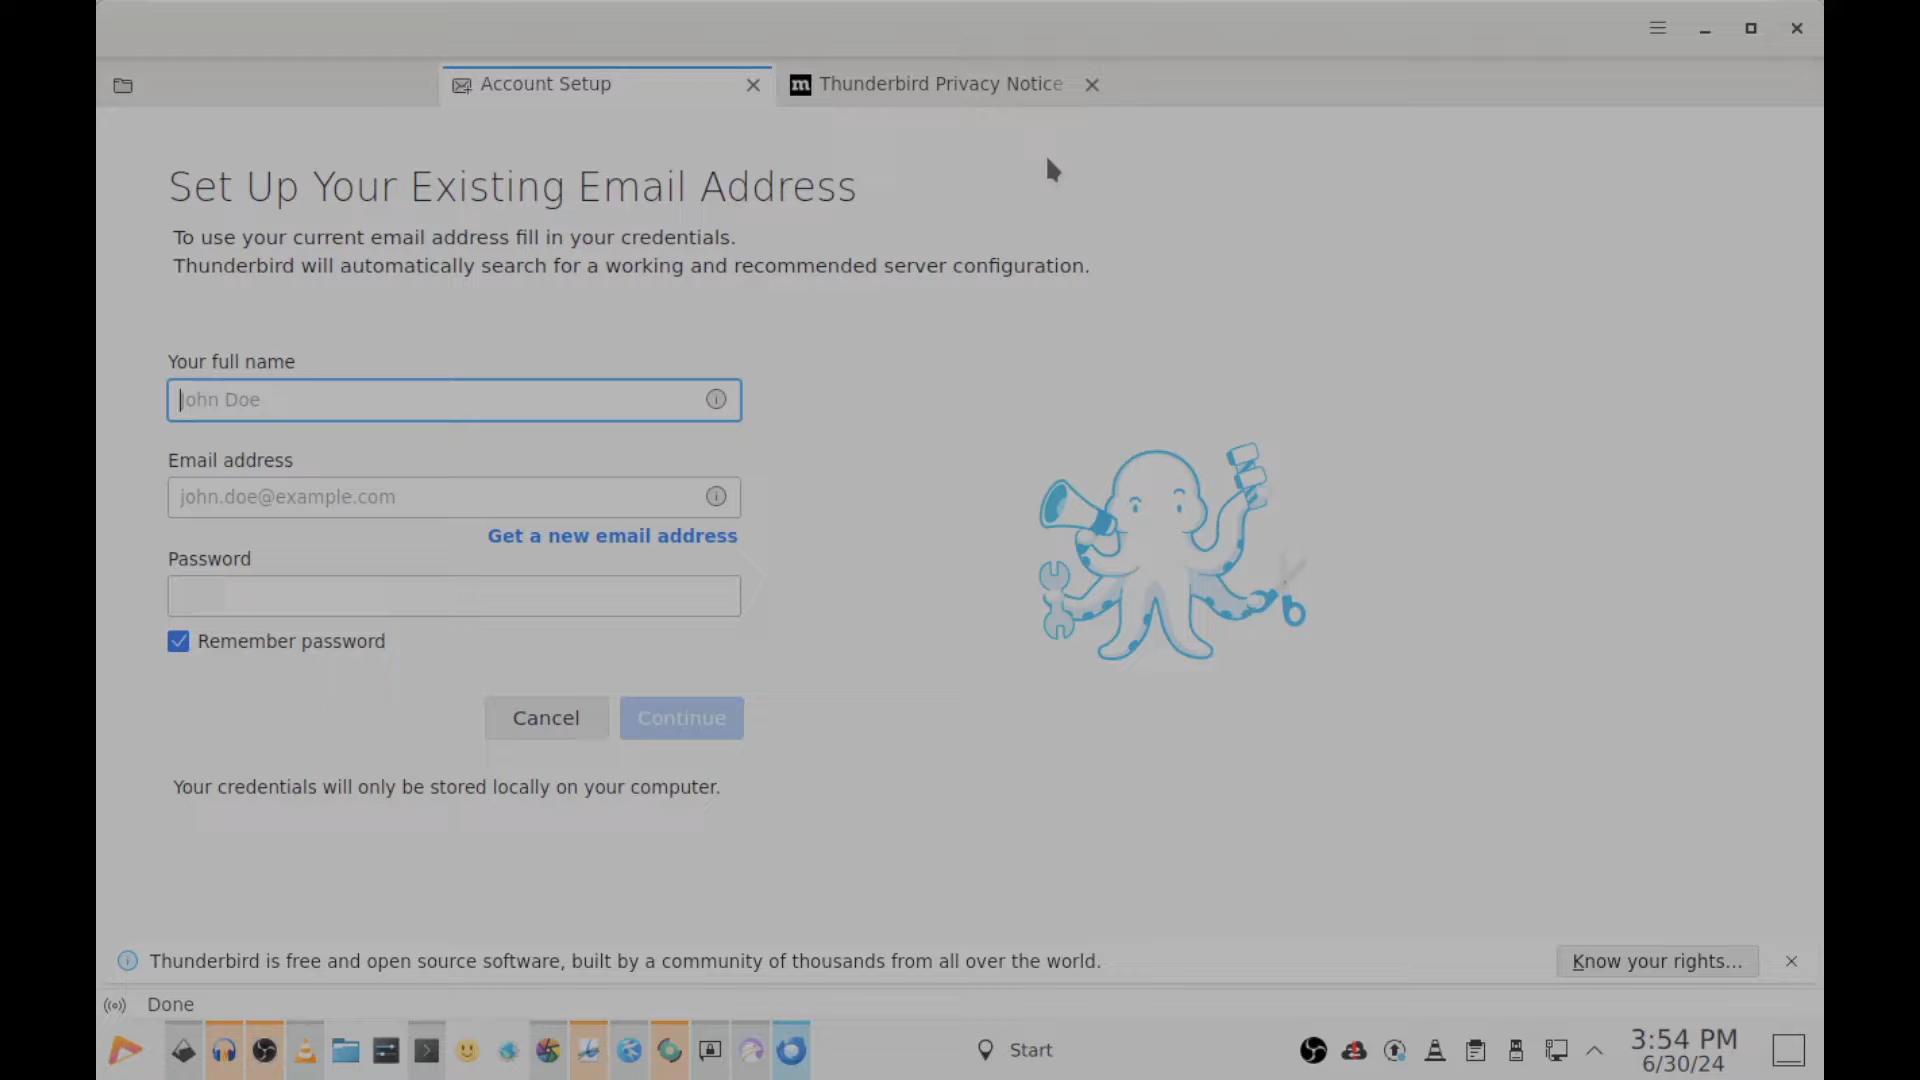 Account Setup
Thunderbird Privacy Notice
Set Up Your Existing Email Address
To use your current email address fill in your credentials.
Thunderbird will automatically search for a working and recommended server configuration.
Your full name
John Doe
Email address
john.doe@example.com
Get a new email address
Password
Remember password
Cancel
Continue
Your credentials will only be stored locally on your computer.
Thunderbird is free and open source software, built by a community of thousands from all over the world.
Know your rights...
Done
Start
3:54 PM
6/30/24